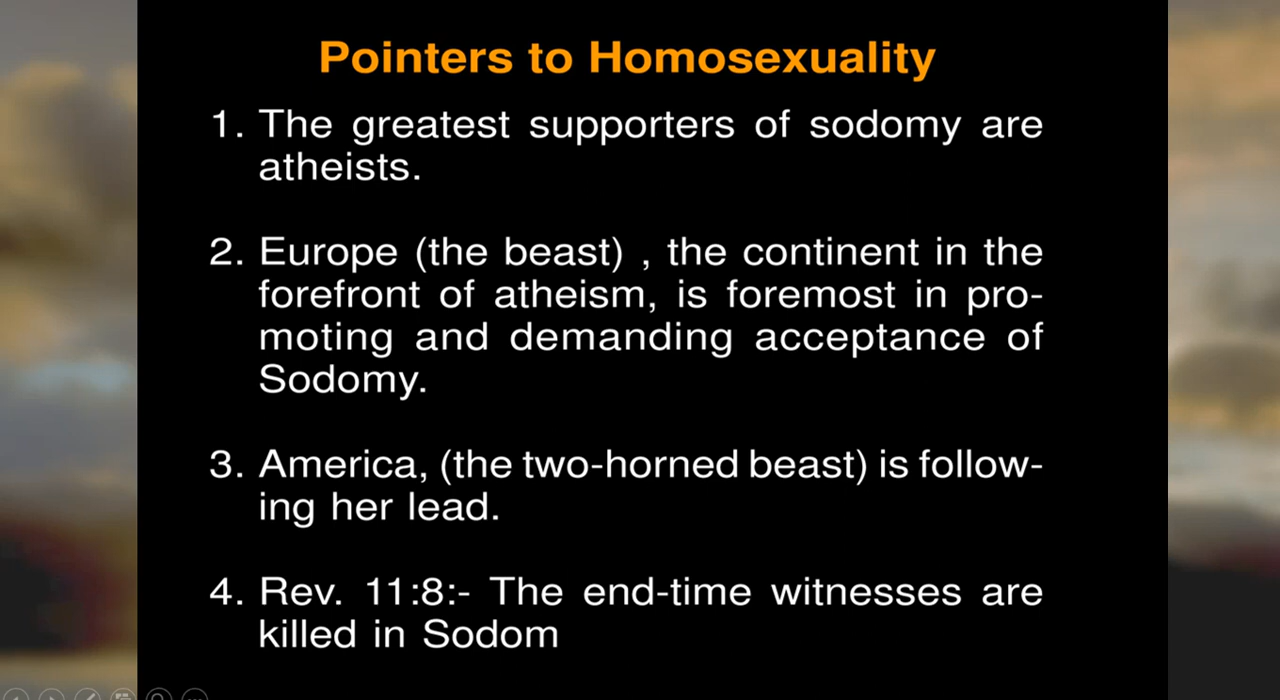 Pointers to Homosexuality
1. The greatest supporters of sodomy are
atheists.
2. Europe (the beast) , the continent in the
forefront of atheism, is foremost in pro-
moting and demanding acceptance of
Sodomy.
3. America, (the two-horned beast) is follow-
ing her lead.
4. Rev. 11:8:- The end-time witnesses are
killed in Sodom